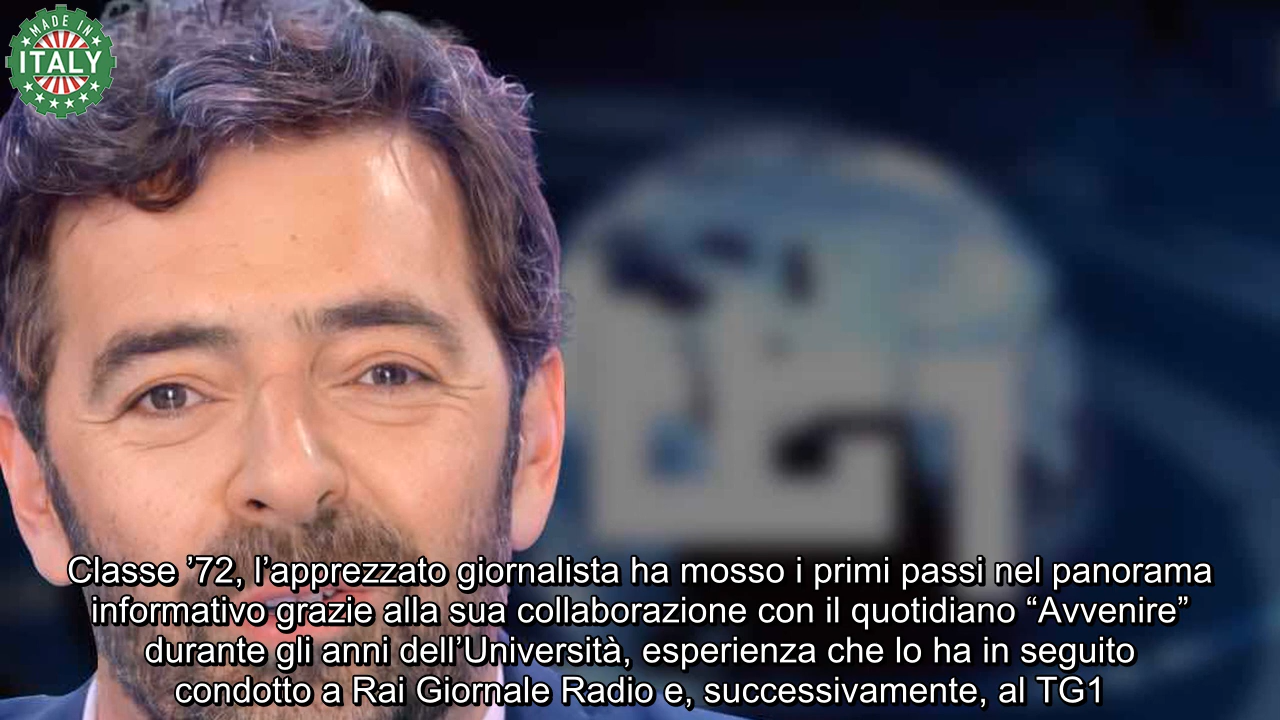 MADE IN
ITALY
Classe ’72, l’apprezzato giornalista ha mosso i primi passi nel panorama
informativo grazie alla sua collaborazione con il quotidiano “Avvenire”
durante gli anni dell’Università, esperienza che lo ha in seguito
condotto a Rai Giornale Radio e, successivamente, al TG1